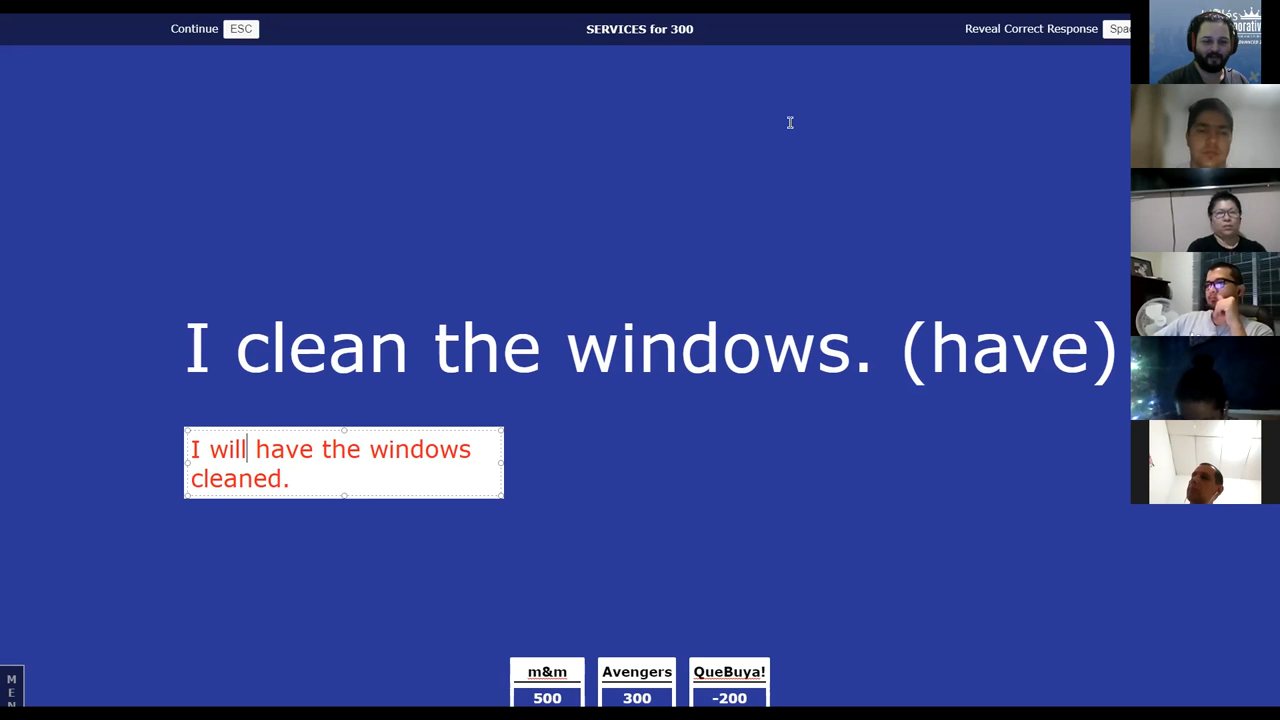 Continue ESC
SERVICES for 300
Reveal Correct Response
I clean the windows. (have)
I will have the windows
cleaned.
m&m
500
Avengers
300
QueBuya!
-200
M
E